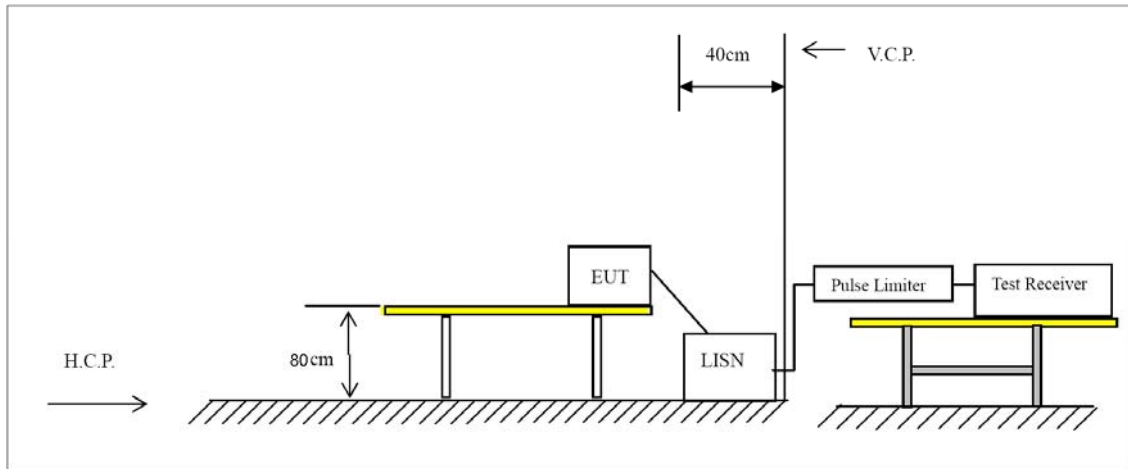 40cm
V.C.P.
EUT
Pulse Limiter
Test Receiver
80cm
LISN
H.C.P.